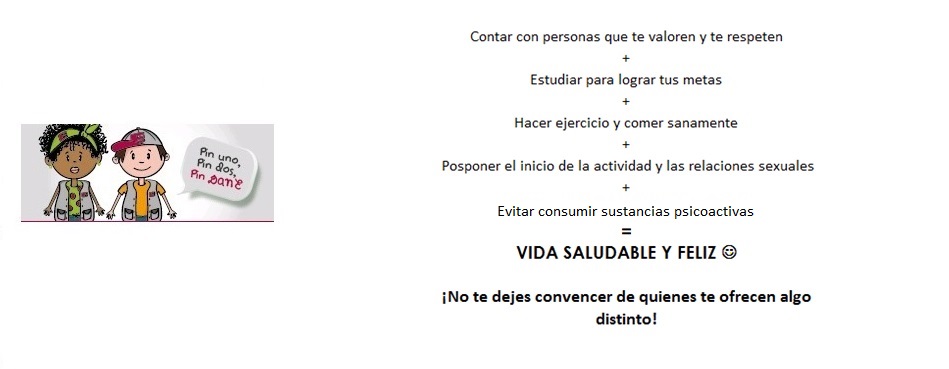 Pin uno,
Pin dos,
Pin DANE
Contar con personas que te valoren y te respeten
+
Estudiar para lograr tus metas
+
Hacer ejercicio y comer sanamente
+
Posponer el inicio de la actividad y las relaciones sexuales
+
Evitar consumir sustancias psicoactivas
=
VIDA SALUDABLE Y FELIZ ☺
¡No te dejes convencer de quienes te ofrecen algo
distinto!